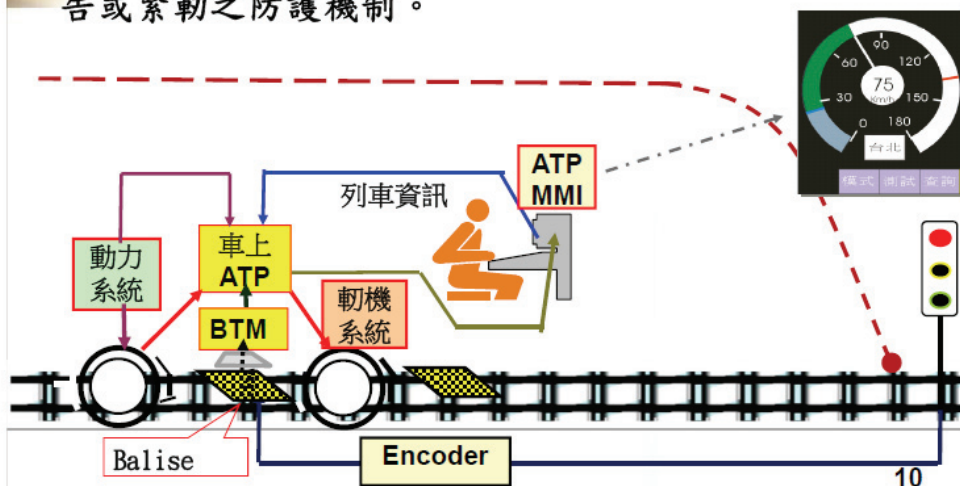 告或緊軔之防護機制。
90
60
120
75
Km/h
30
150
0
180
台北
模式 測試 查詢
ATP
MMI
列車資訊
動力
系統
車上
ATP
BTM
軔機
系統
Balise
Encoder
10